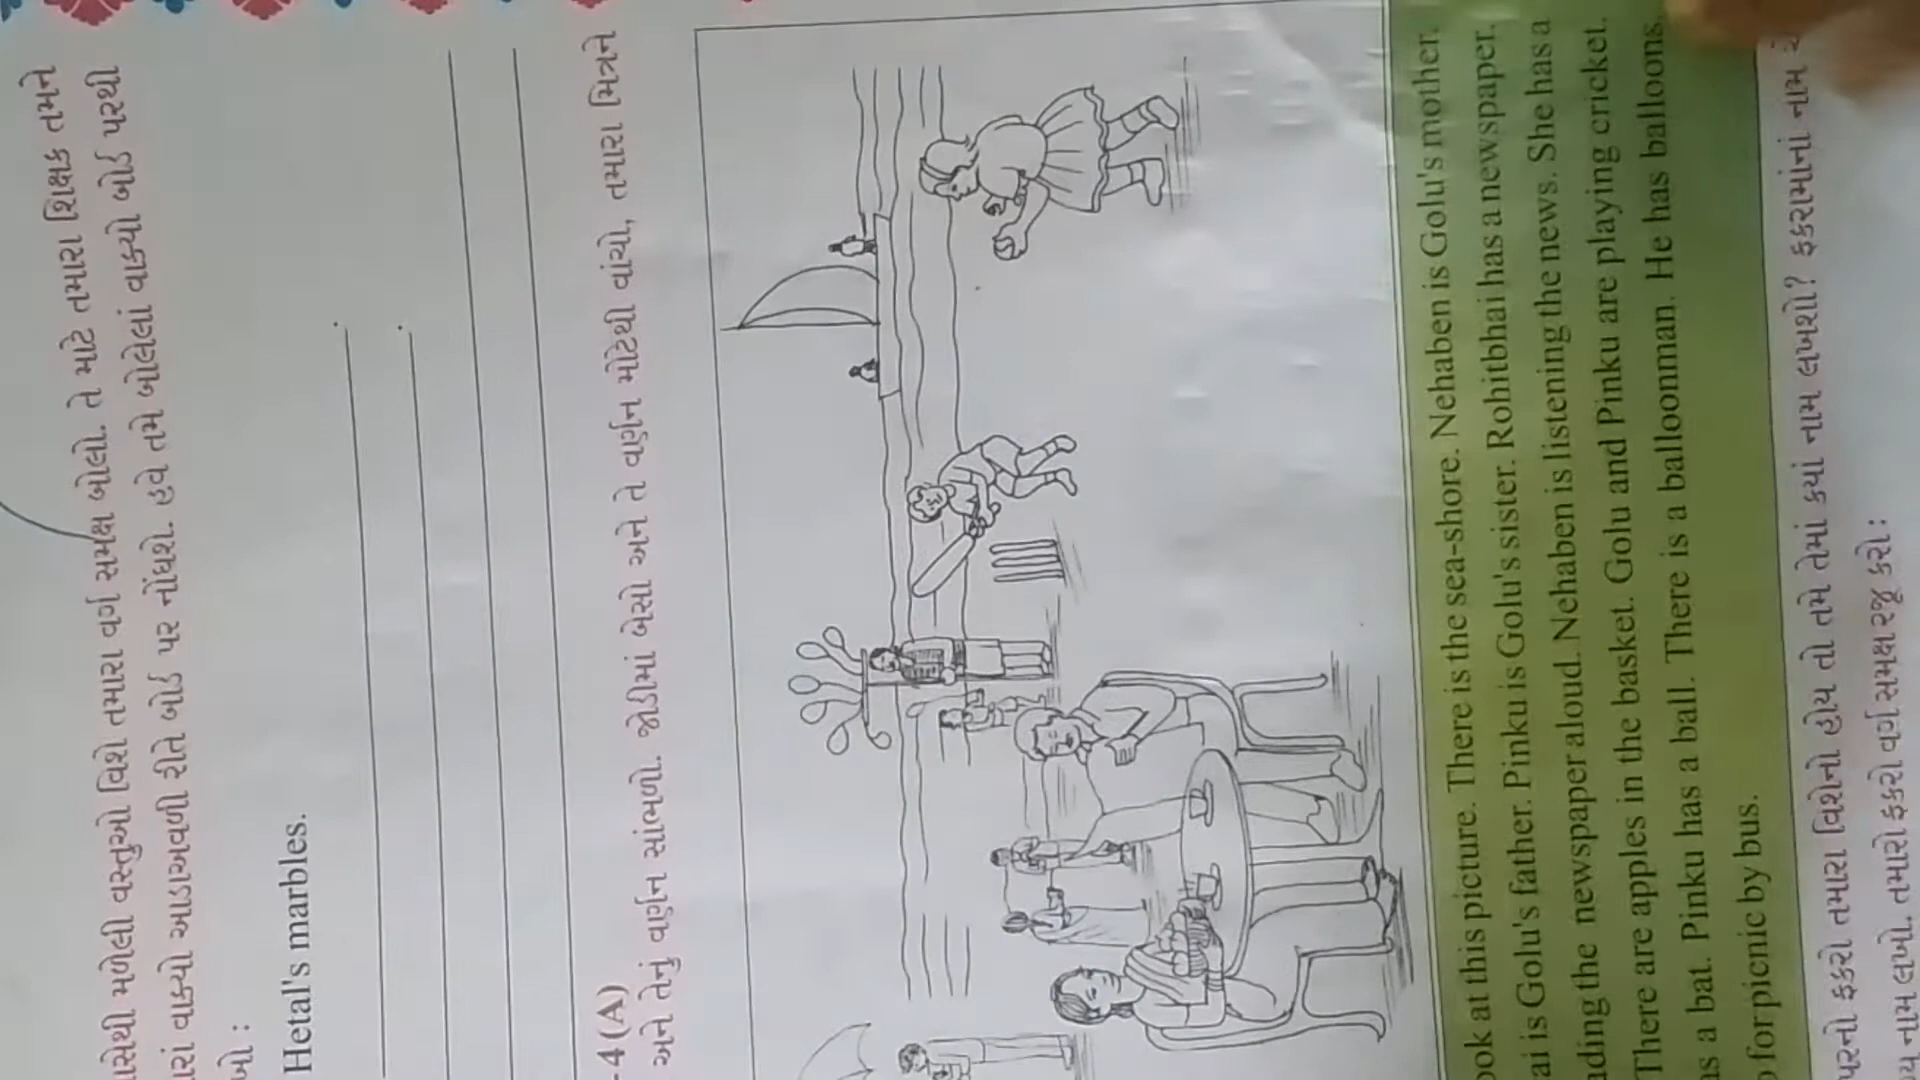 સેથી મળેલી વસ્તુઓ વિશે તમારા વર્ગ સમક્ષ બોલો. તે માટે તમારા શિક્ષક તમને
રાં વાક્યો આડાઅવળી રીતે બોર્ડ પર નોંધશે. હવે તમે બોલેલાં વાક્યો બોર્ડ પરથી
ખો :
Hetal's marbles.
-4 (A)
અને તેનું વર્ણન સાંભળો. જોડીમાં બેસો અને તે વર્ણન મોટેથી વાંચો, તમારા મિત્રને
ook at this picture. There is the sea-shore. Nehaben is Golu's mother.
ai is Golu's father. Pinku is Golu's sister. Rohitbhai has a newspaper.
ading the newspaper aloud. Nehaben is listening the news. She has a
There are apples in the basket. Golu and Pinku are playing cricket.
as a bat. Pinku has a ball. There is a balloonman. He has balloons.
o for picnic by bus.
પરનો ફકરો તમારા વિશેનો હોય તો તમે તેમાં કયાં નામ લખશો? ફકરામાંનાં નામ
ય નામ લખો. તમારો ફકરો વર્ગ સમક્ષ રજૂ કરો :